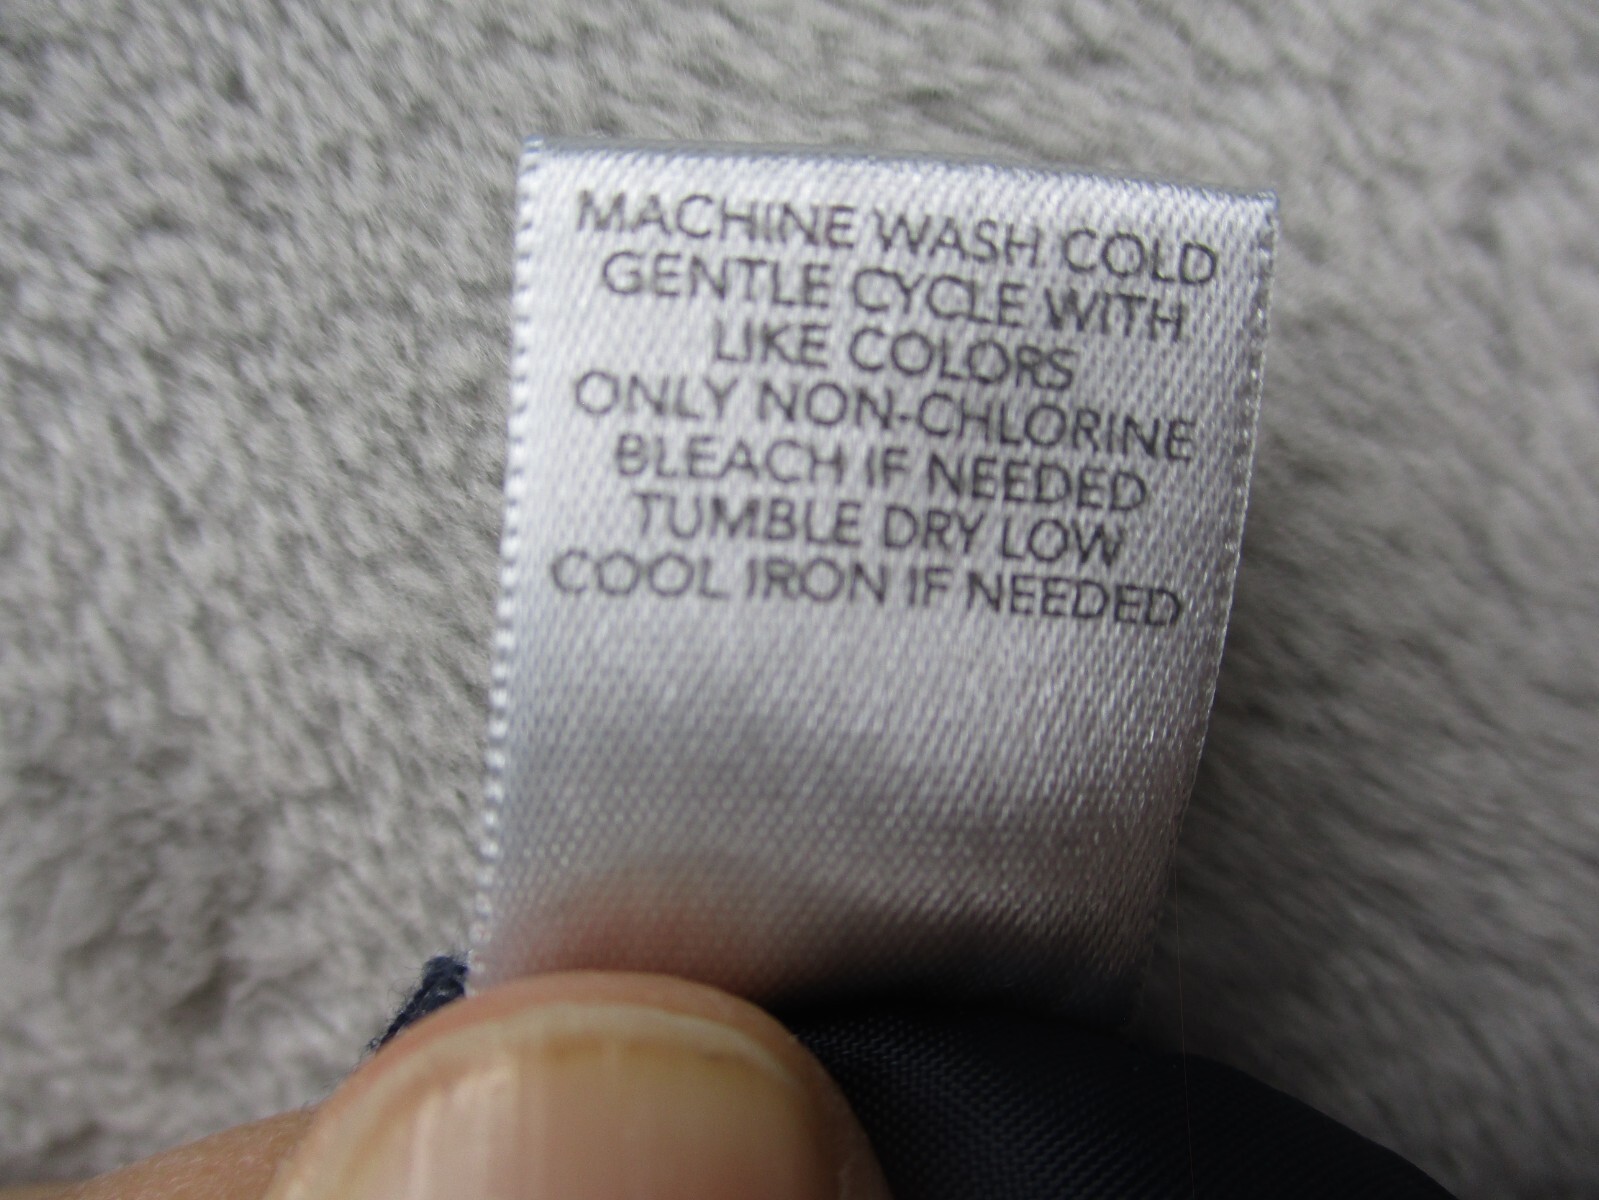 MACHINE WASH COLD
GENTLE CYCLE WITH
LIKE COLORS
ONLY NON-CHLORINE
BLEACH IF NEEDED
TUMBLE DRY LOW
COOL IRON IF NEEDED